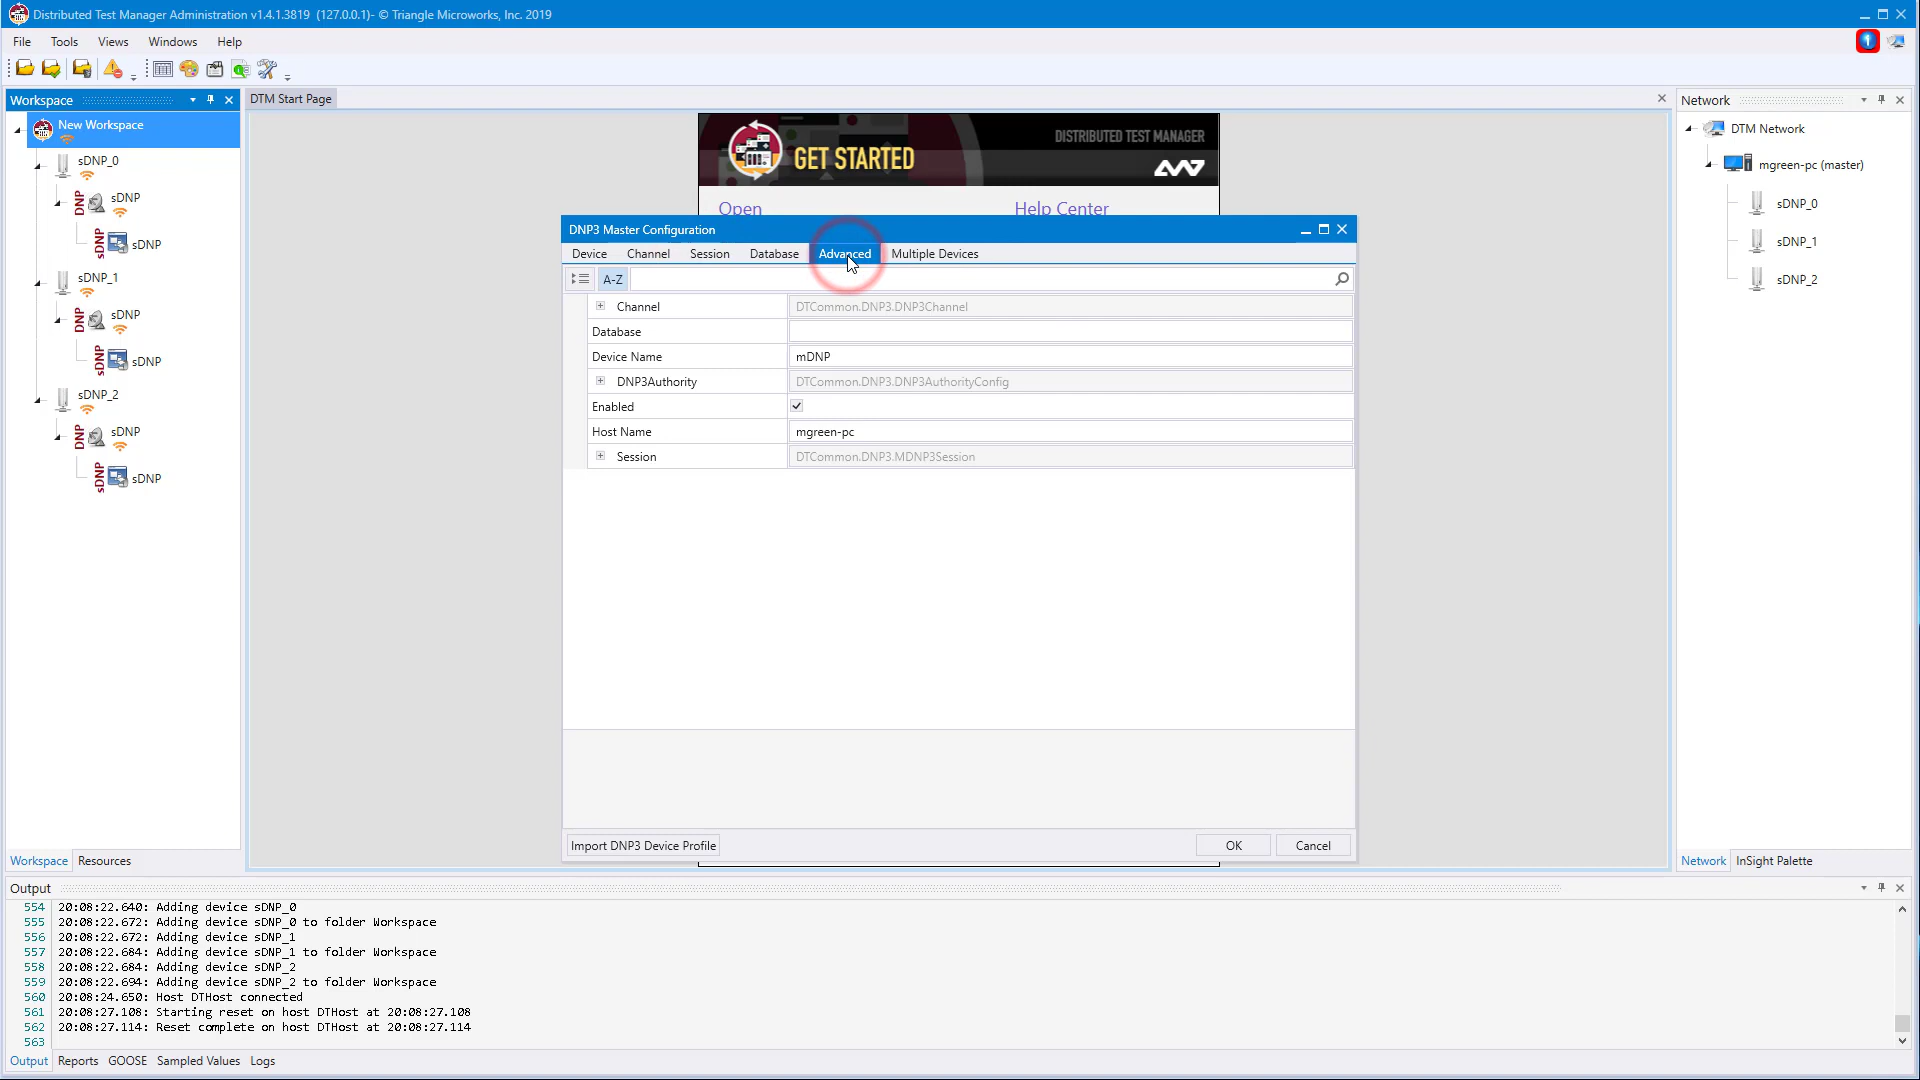 Distributed Test Manager Administration v1.4.1.3819 (127.0.0.1)- © Triangle Microworks, Inc. 2019
File Tools Views Windows Help
Workspace
DTM Start Page
Network
New Workspace
sDNP_0
DNP sDNP
sDNP sDNP
sDNP_1
DNP sDNP
sDNP sDNP
sDNP_2
DNP sDNP
sDNP sDNP
GET STARTED
DISTRIBUTED TEST MANAGER
Open
Help Center
DNP3 Master Configuration
Device Channel Session Database Advanced Multiple Devices
A-Z
Channel DTCommon.DNP3.DNP3Channel
Database
Device Name mDNP
DNP3Authority DTCommon.DNP3.DNP3AuthorityConfig
Enabled
Host Name mgreen-pc
Session DTCommon.DNP3.MDNP3Session
Import DNP3 Device Profile
OK
Cancel
DTM Network
mgreen-pc (master)
sDNP_0
sDNP_1
sDNP_2
Workspace Resources
Network InSight Palette
Output
554 20:08:22.640: Adding device sDNP_0
555 20:08:22.672: Adding device sDNP_0 to folder Workspace
556 20:08:22.672: Adding device sDNP_1
557 20:08:22.684: Adding device sDNP_1 to folder Workspace
558 20:08:22.684: Adding device sDNP_2
559 20:08:22.694: Adding device sDNP_2 to folder Workspace
560 20:08:24.650: Host DTHost connected
561 20:08:27.108: Starting reset on host DTHost at 20:08:27.108
562 20:08:27.114: Reset complete on host DTHost at 20:08:27.114
563
Output Reports GOOSE Sampled Values Logs